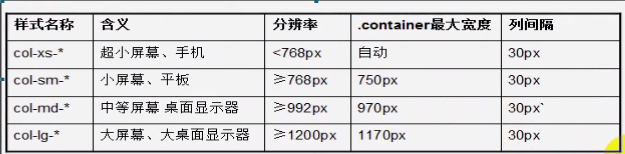 样式名称 含义 分辨率 .container最大宽度 列间隔
col-xs-* 超小屏幕、手机 <768px 自动 30px
col-sm-* 小屏幕、平板 ≥768px 750px 30px
col-md-* 中等屏幕 桌面显示器 ≥992px 970px 30px`
col-lg-* 大屏幕、大桌面显示器 ≥1200px 1170px 30px